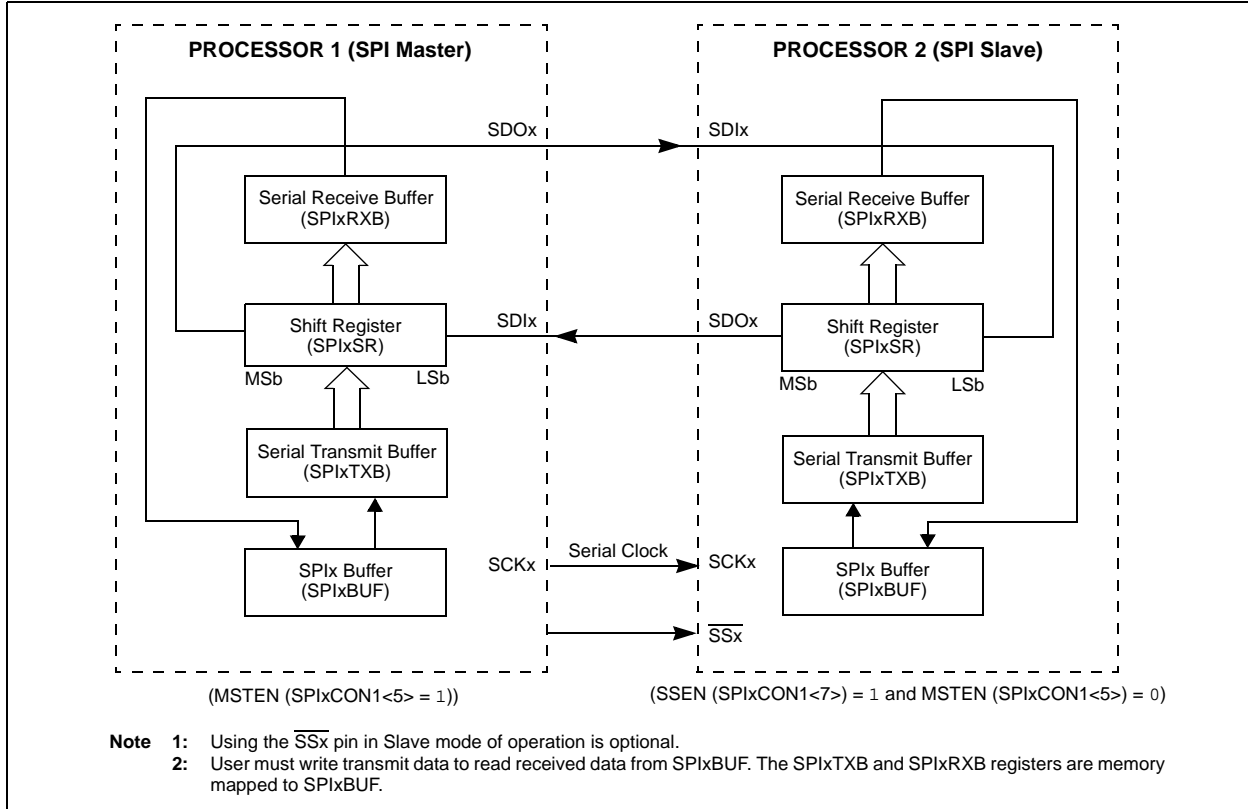 PROCESSOR 1 (SPI Master)
PROCESSOR 2 (SPI Slave)
SDOx
SDIx
Serial Receive Buffer
(SPIxRXB)
Serial Receive Buffer
(SPIxRXB)
Shift Register
(SPIxSR)
SDIx
SDOx
Shift Register
(SPIxSR)
MSb
LSb
MSb
LSb
Serial Transmit Buffer
(SPIxTXB)
Serial Transmit Buffer
(SPIxTXB)
SPIx Buffer
(SPIxBUF)
SCKx
Serial Clock
SCKx
SPIx Buffer
(SPIxBUF)
SSx
(MSTEN (SPIxCON1<5> = 1))
(SSEN (SPIxCON1<7>) = 1 and MSTEN (SPIxCON1<5>) = 0)
Note 1: Using the SSx pin in Slave mode of operation is optional.
2: User must write transmit data to read received data from SPIxBUF. The SPIxTXB and SPIxRXB registers are memory
mapped to SPIxBUF.